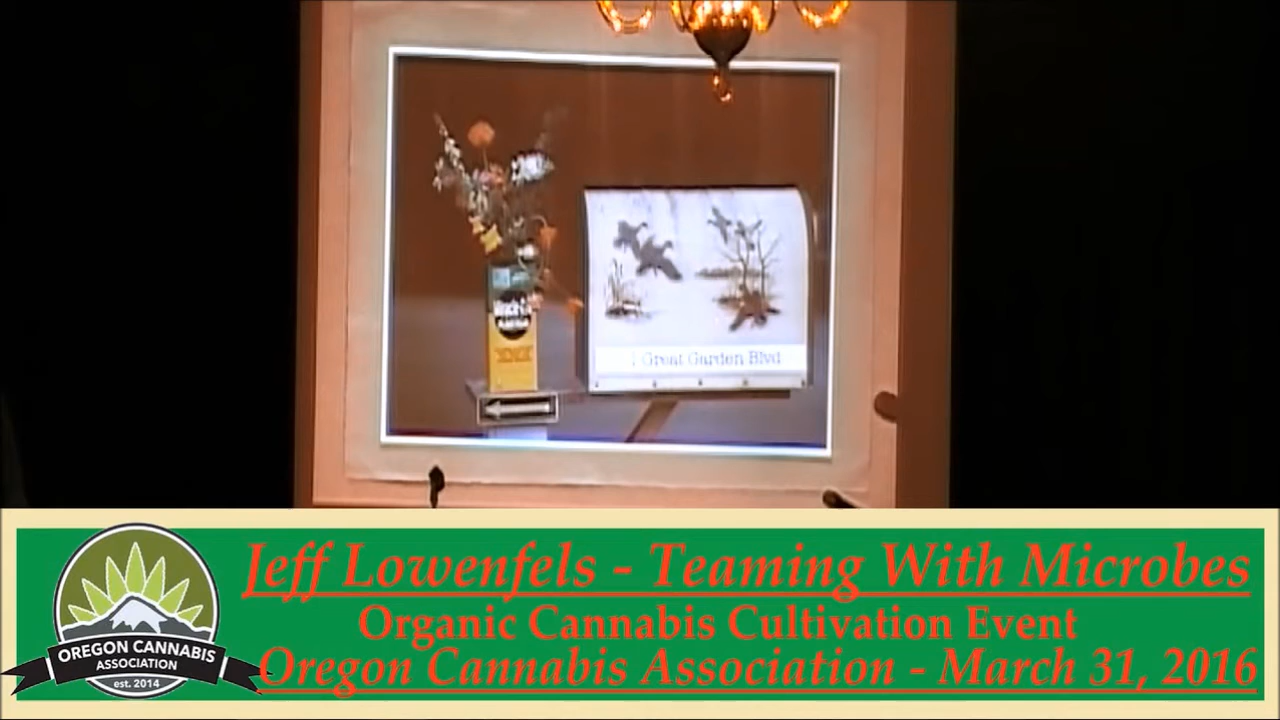 1 Great Garden Blvd
Jeff Lowenfels - Teaming With Microbes
Organic Cannabis Cultivation Event
Oregon Cannabis Association - March 31, 2016
OREGON CANNABIS
ASSOCIATION
est. 2014